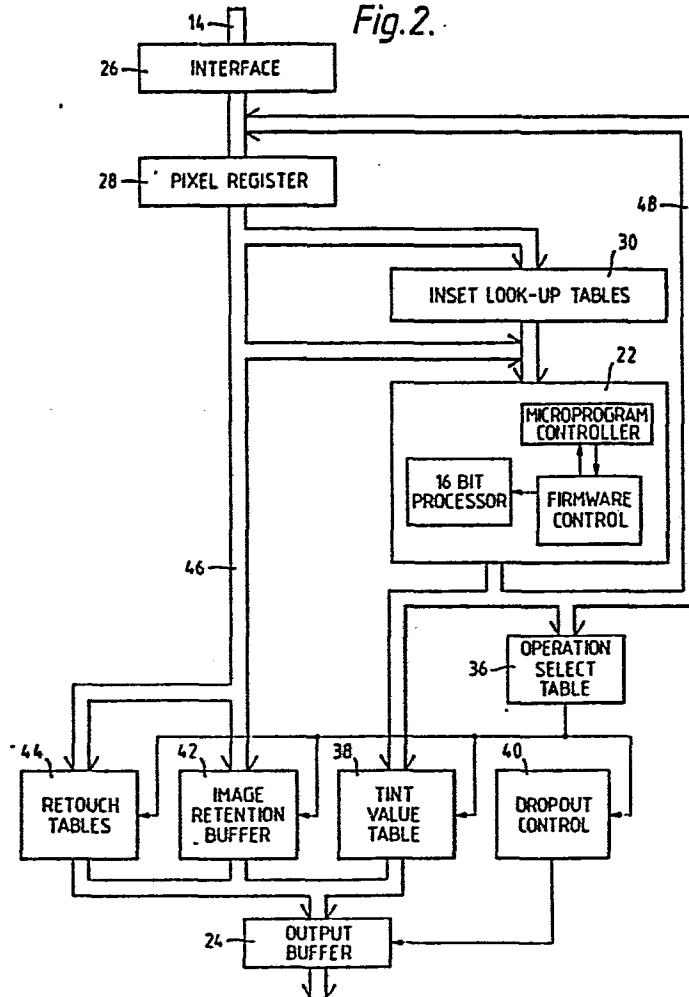 Fig.2.
14
26
INTERFACE
28
PIXEL REGISTER
48
30
INSET LOOK-UP TABLES
22
MICROPROGRAM
CONTROLLER
16 BIT
PROCESSOR
FIRMWARE
CONTROL
46
36
OPERATION
SELECT
TABLE
44
RETOUCH
TABLES
42
IMAGE
RETENTION
BUFFER
38
TINT
VALUE
TABLE
40
DROPOUT
CONTROL
24
OUTPUT
BUFFER